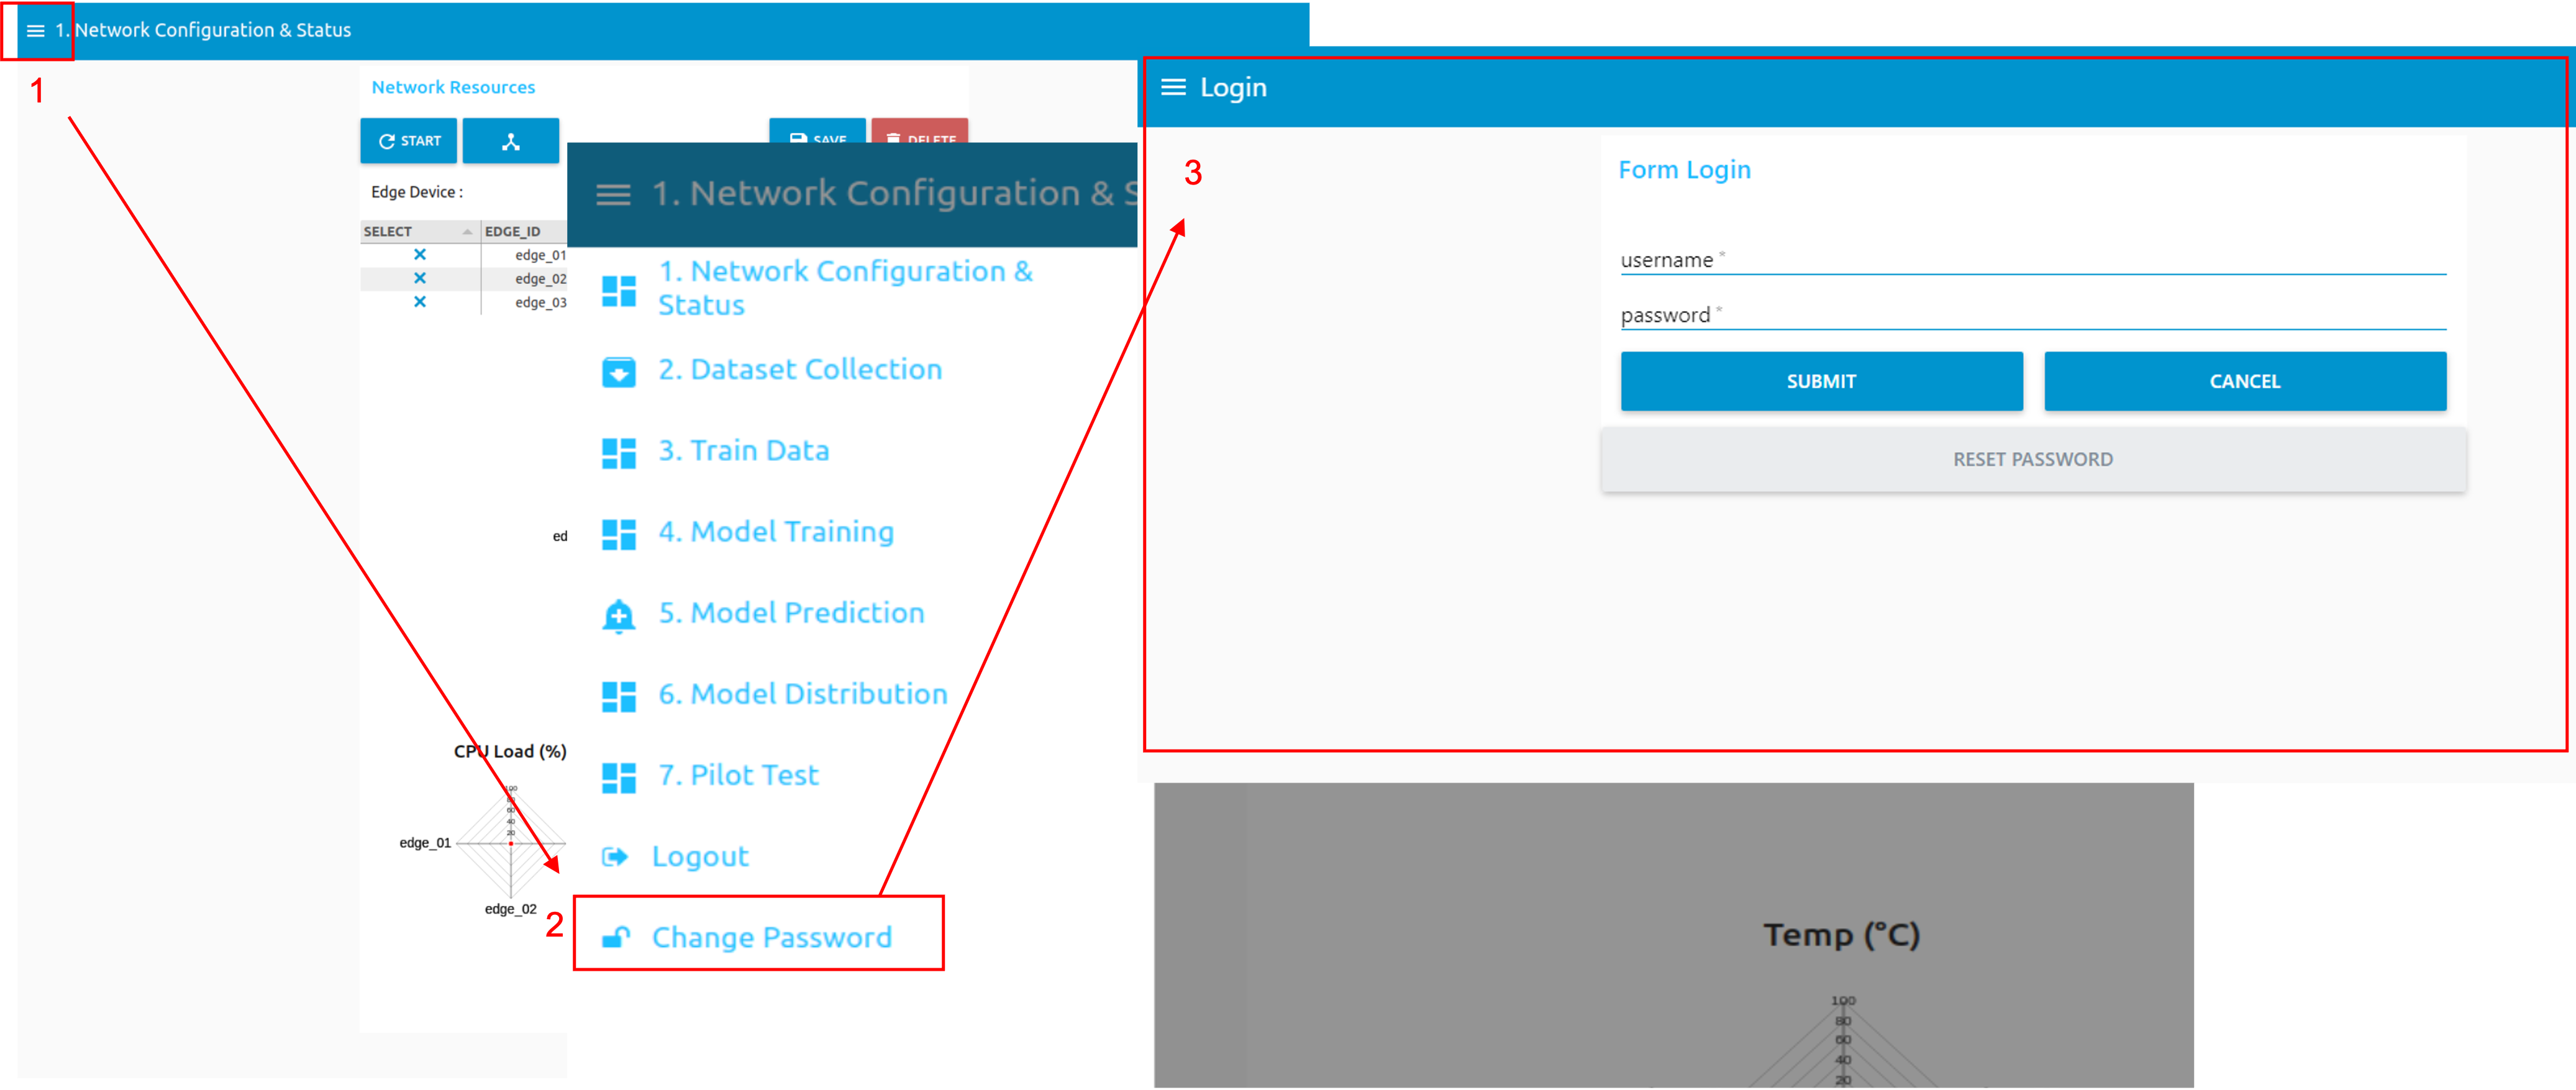 1. Network Configuration & Status
1
Network Resources
START
SAVE
DELETE
Edge Device :
SELECT EDGE_ID
edge_01
edge_02
edge_03
ed
CPU Load (%)
100
80
60
40
20
edge_01
edge_02
1. Network Configuration & S
1. Network Configuration &
Status
2. Dataset Collection
3. Train Data
4. Model Training
5. Model Prediction
6. Model Distribution
7. Pilot Test
Logout
2
Change Password
Login
3
Form Login
username *
password *
SUBMIT CANCEL
RESET PASSWORD
Temp (°C)
100
80
60
40
20